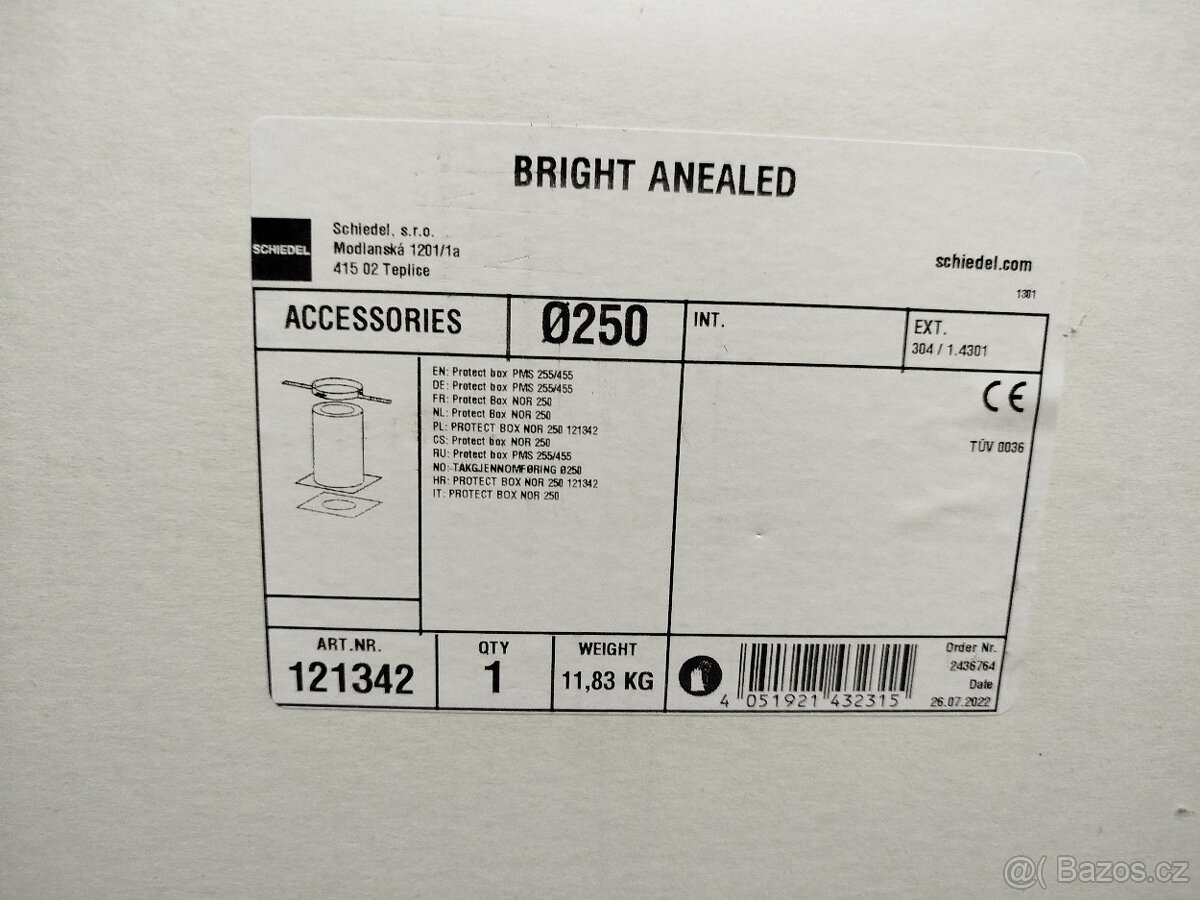 BRIGHT ANEALED
SCHIEDEL
Schiedel, s.r.o.
Modlanská 1201/1a
415 02 Teplice
schiedel.com
1301
ACCESSORIES
Ø250
INT.
EXT.
304 / 1.4301
EN: Protect box PMS 255/455
DE: Protect box PMS 255/455
FR: Protect Box NOR 250
NL: Protect Box NOR 250
PL: PROTECT BOX NOR 250 121342
CS: Protect box NOR 250
RU: Protect box PMS 255/455
NO: TAKGJENNOMFØRING Ø250
HR: PROTECT BOX NOR 250 121342
IT: PROTECT BOX NOR 250
CE
TÜV 0036
ART.NR.
121342
QTY
1
WEIGHT
11,83 KG
4 051921 432315
Order Nr.
2436764
Date
26.07.2022
@( Bazos.cz